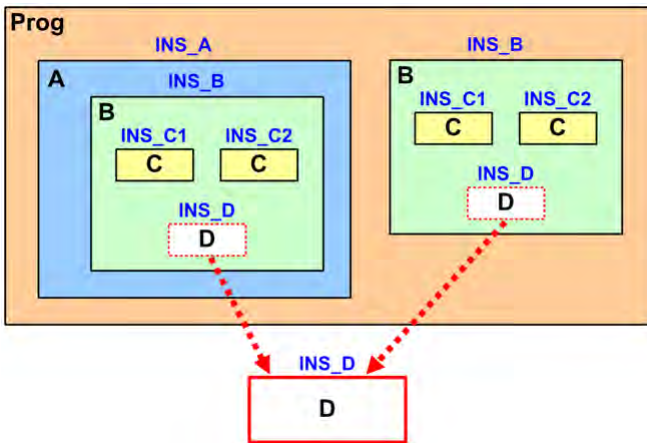 Prog
INS_A
INS_B
A
INS_B
B
B
INS_C1
INS_C2
INS_C1
INS_C2
C
C
C
C
INS_D
INS_D
D
D
INS_D
D